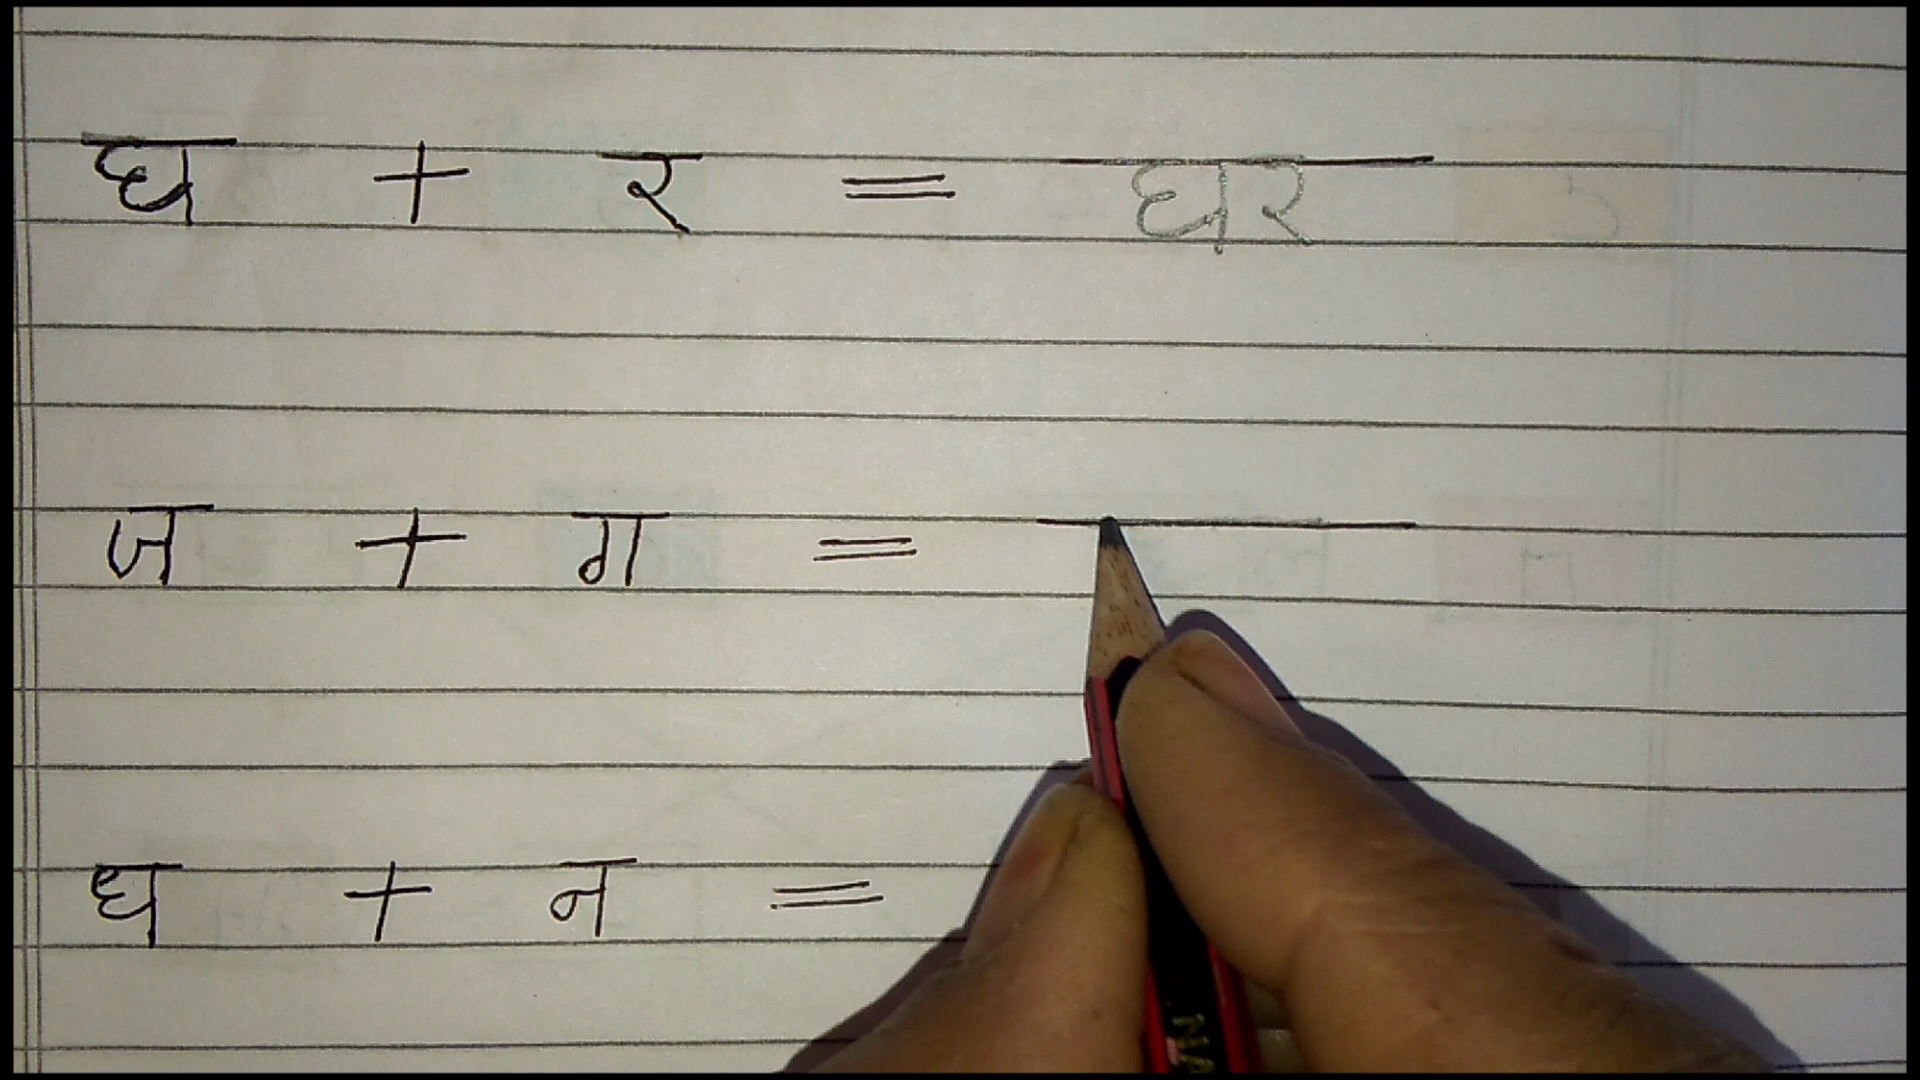 घ + र = घर
ज + ग =
ध + न =